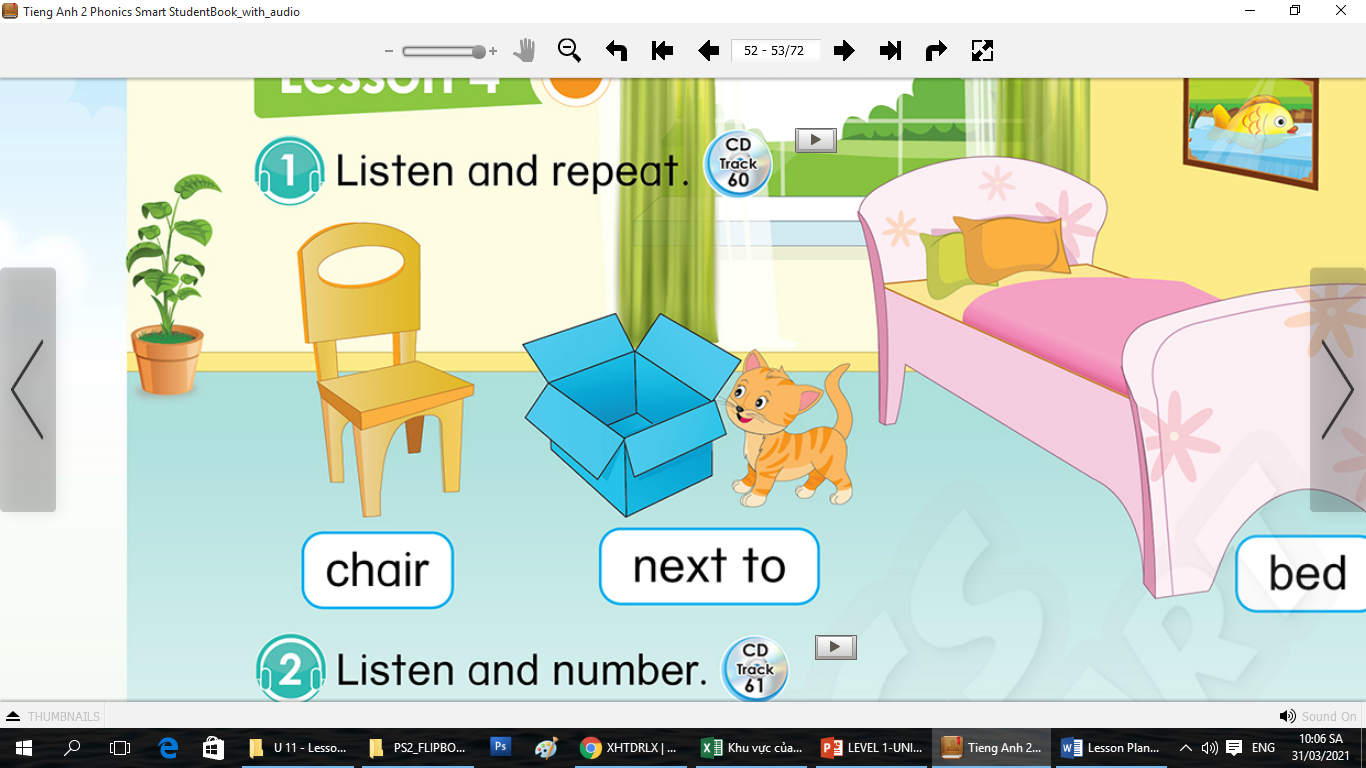 Tieng Anh 2 Phonics Smart StudentBook_with_audio
52 - 53/72
Lesson 4
1 Listen and repeat. CD Track 60
chair
next to
bed
2 Listen and number. CD Track 61
THUMBNAILS
Sound On
U 11 - Lesso...
PS2_FLIPBO...
Ps
XHTDRLX | ...
Khu vực của...
LEVEL 1-UNI...
Tieng Anh 2...
Lesson Plan...
ENG
10:06 SA
31/03/2021